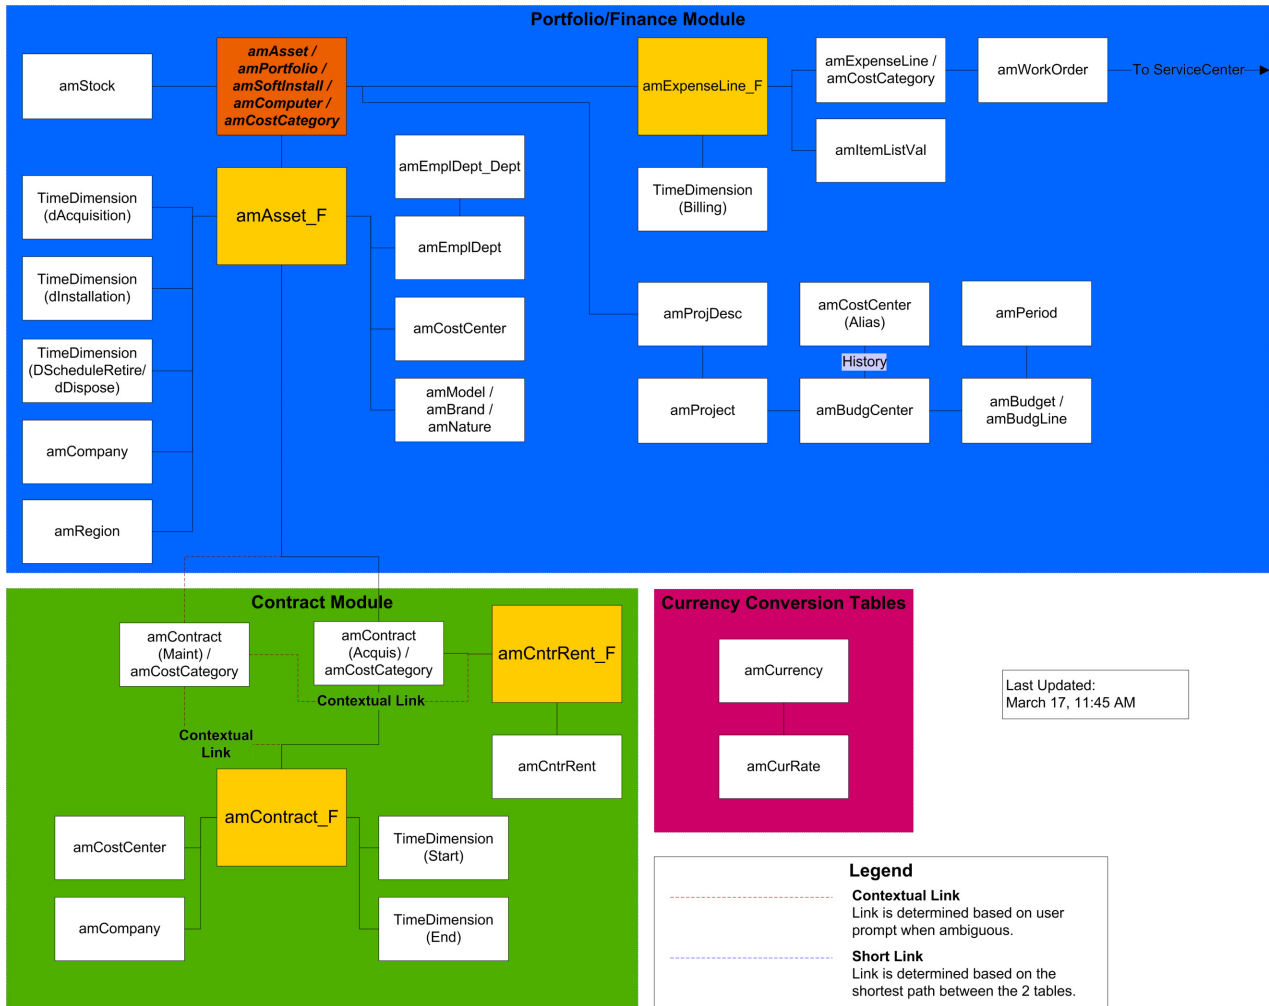 Portfolio/Finance Module
amStock
amAsset /
amPortfolio /
amSoftInstall /
amComputer /
amCostCategory
amExpenseLine_F
amExpenseLine /
amCostCategory
amWorkOrder
To ServiceCenter
amItemListVal
amEmplDept_Dept
TimeDimension
(Billing)
TimeDimension
(dAcquisition)
amAsset_F
amEmplDept
TimeDimension
(dInstallation)
amCostCenter
amProjDesc
amCostCenter
(Alias)
amPeriod
History
TimeDimension
(DScheduleRetire/
dDispose)
amModel /
amBrand /
amNature
amProject
amBudgCenter
amBudget /
amBudgLine
amCompany
amRegion
Contract Module
amContract
(Maint) /
amCostCategory
amContract
(Acquis) /
amCostCategory
amCntrRent_F
Contextual Link
Contextual
Link
amCntrRent
amContract_F
amCostCenter
TimeDimension
(Start)
amCompany
TimeDimension
(End)
Currency Conversion Tables
amCurrency
amCurRate
Last Updated:
March 17, 11:45 AM
Legend
Contextual Link
Link is determined based on user
prompt when ambiguous.
Short Link
Link is determined based on the
shortest path between the 2 tables.